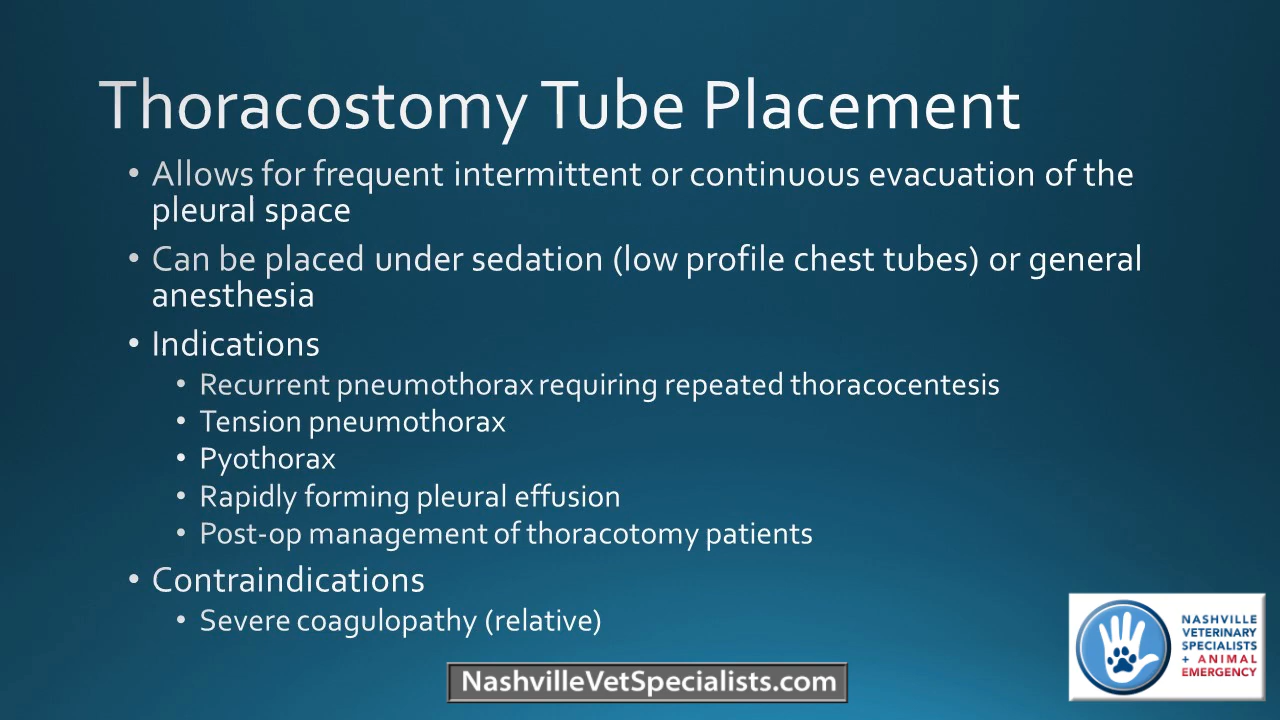 Thoracostomy Tube Placement
• Allows for frequent intermittent or continuous evacuation of the
pleural space
• Can be placed under sedation (low profile chest tubes) or general
anesthesia
• Indications
• Recurrent pneumothorax requiring repeated thoracocentesis
• Tension pneumothorax
• Pyothorax
• Rapidly forming pleural effusion
• Post-op management of thoracotomy patients
• Contraindications
• Severe coagulopathy (relative)
NASHVILLE
VETERINARY
SPECIALISTS
+ ANIMAL
EMERGENCY
NashvilleVetSpecialists.com